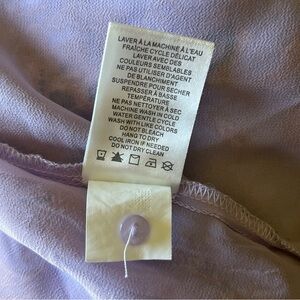 LAVER À LA MACHINE À L'EAU
FRAÎCHE CYCLE DÉLICAT
LAVER AVEC DES
COULEURS SEMBLABLES
NE PAS UTILISER D'AGENT
DE BLANCHIMENT
SUSPENDRE POUR SECHER
REPASSER À BASSE
TEMPÉRATURE
NE PAS NETTOYER À SEC
MACHINE WASH IN COLD
WATER GENTLE CYCLE
WASH WITH LIKE COLORS
DO NOT BLEACH
HANG TO DRY
COOL IRON IF NEEDED
DO NOT DRY CLEAN